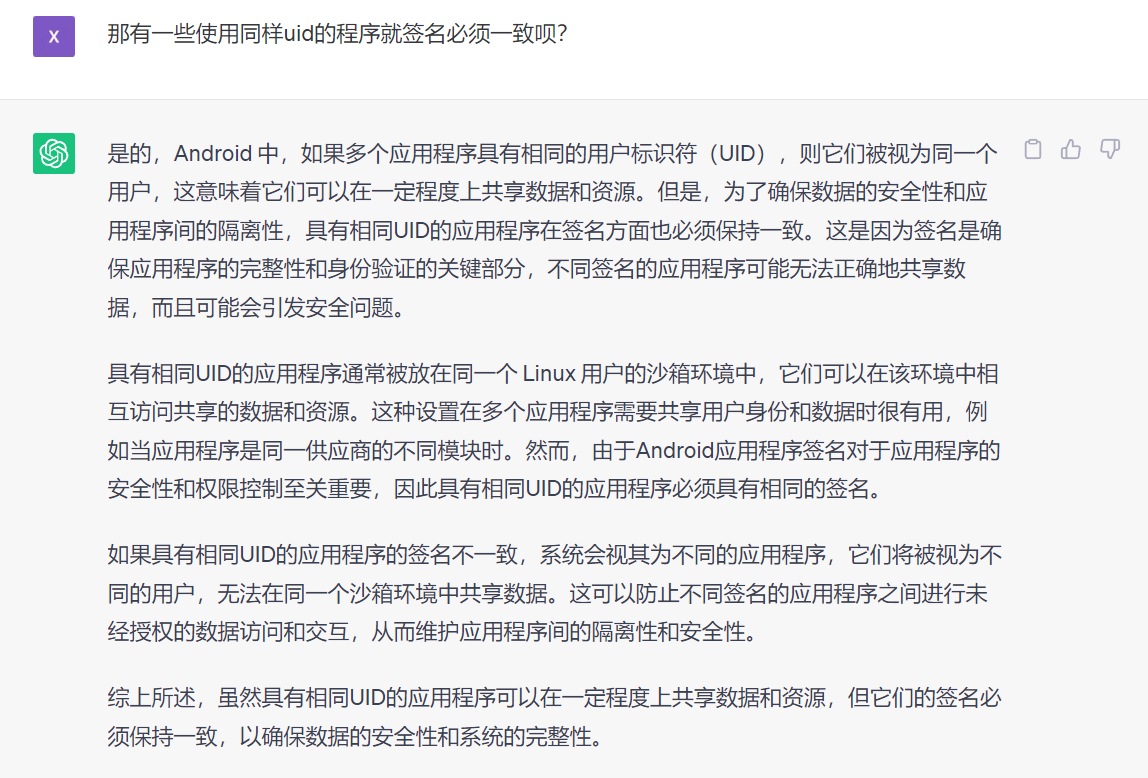 X
那有一些使用同样uid的程序就签名必须一致呗？
是的，Android 中，如果多个应用程序具有相同的用户标识符（UID），则它们被视为同一个
用户，这意味着它们可以在一定程度上共享数据和资源。但是，为了确保数据的安全性和应
用程序间的隔离性，具有相同UID的应用程序在签名方面也必须保持一致。这是因为签名是确
保应用程序的完整性和身份验证的关键部分，不同签名的应用程序可能无法正确地共享数
据，而且可能会引发安全问题。
具有相同UID的应用程序通常被放在同一个 Linux 用户的沙箱环境中，它们可以在该环境中相
互访问共享的数据和资源。这种设置在多个应用程序需要共享用户身份和数据时很有用，例
如当应用程序是同一供应商的不同模块时。然而，由于Android应用程序签名对于应用程序的
安全性和权限控制至关重要，因此具有相同UID的应用程序必须具有相同的签名。
如果具有相同UID的应用程序的签名不一致，系统会视其为不同的应用程序，它们将被视为不
同的用户，无法在同一个沙箱环境中共享数据。这可以防止不同签名的应用程序之间进行未
经授权的数据访问和交互，从而维护应用程序间的隔离性和安全性。
综上所述，虽然具有相同UID的应用程序可以在一定程度上共享数据和资源，但它们的签名必
须保持一致，以确保数据的安全性和系统的完整性。